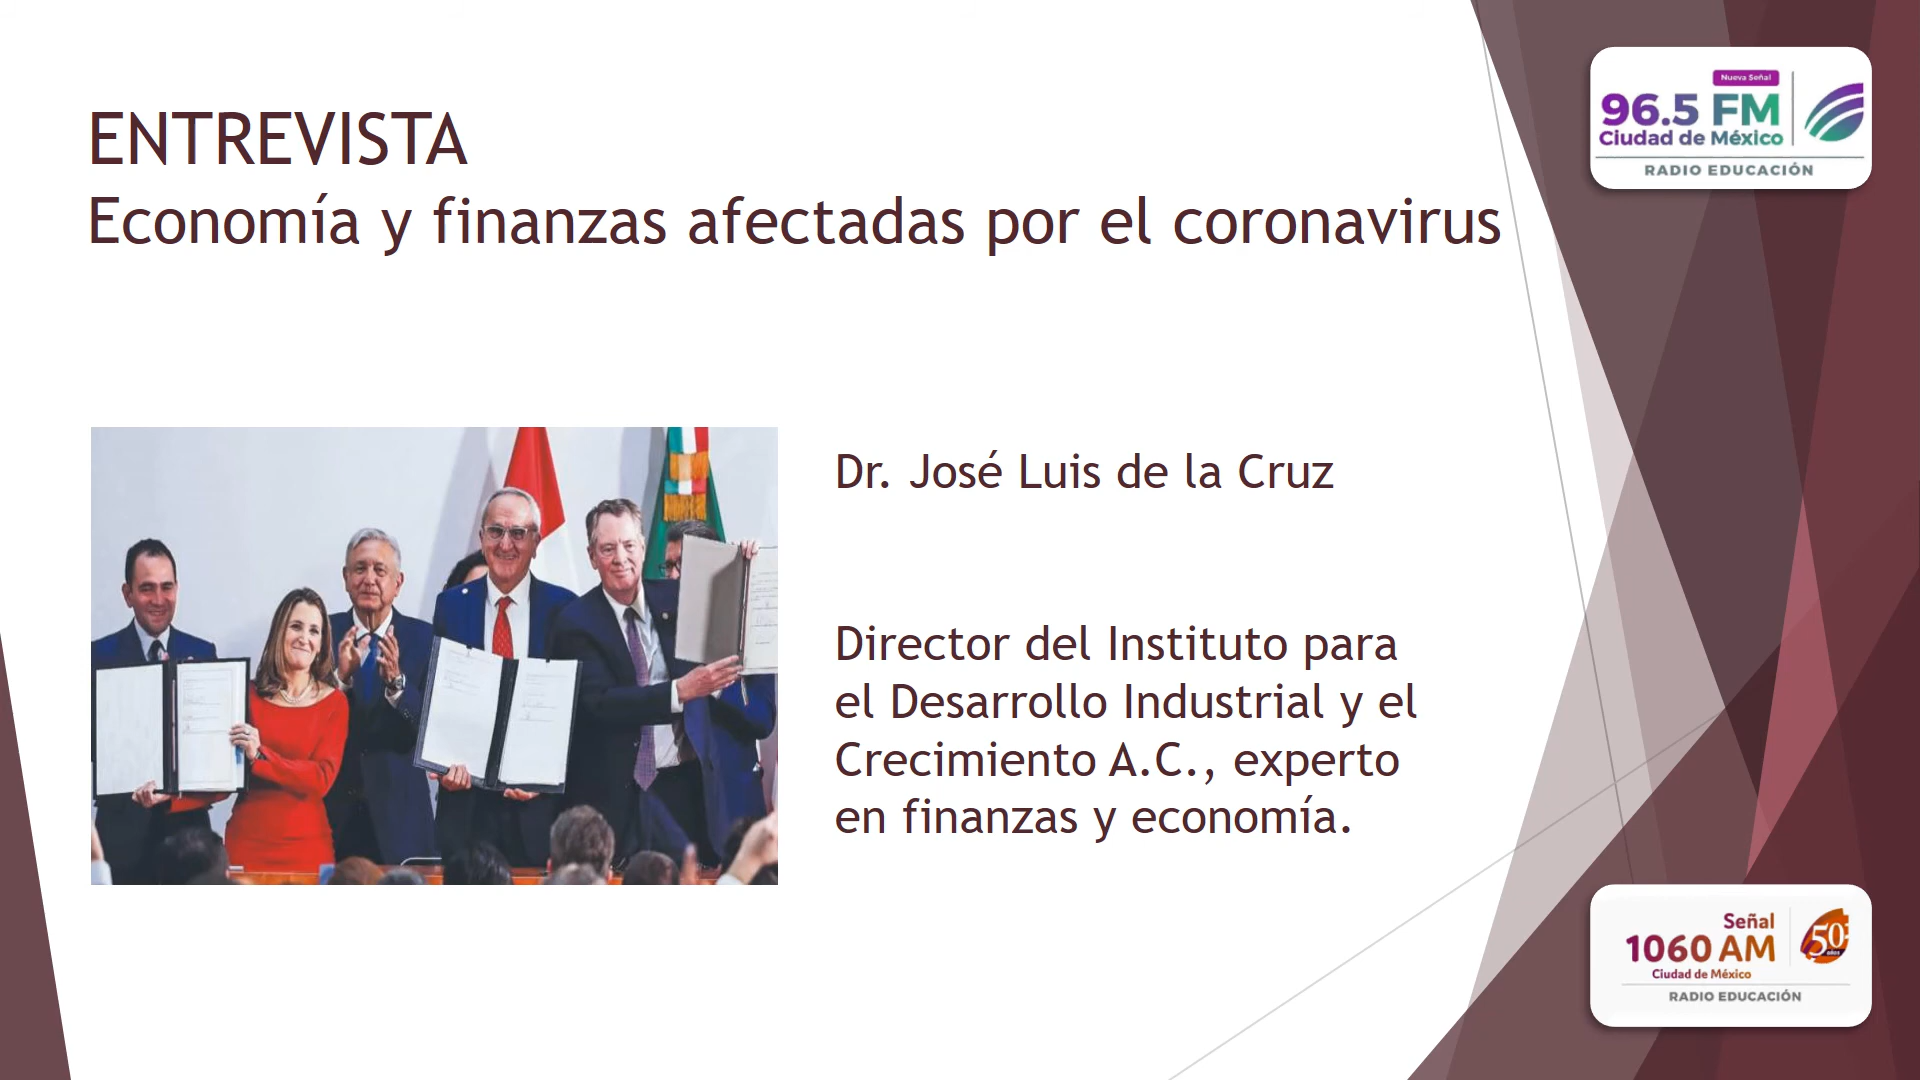 ENTREVISTA
Economía y finanzas afectadas por el coronavirus
Nueva Señal
96.5 FM
Ciudad de México
RADIO EDUCACIÓN
Dr. José Luis de la Cruz
Director del Instituto para
el Desarrollo Industrial y el
Crecimiento A.C., experto
en finanzas y economía.
Señal
1060 AM
Ciudad de México
50
años
RADIO EDUCACIÓN